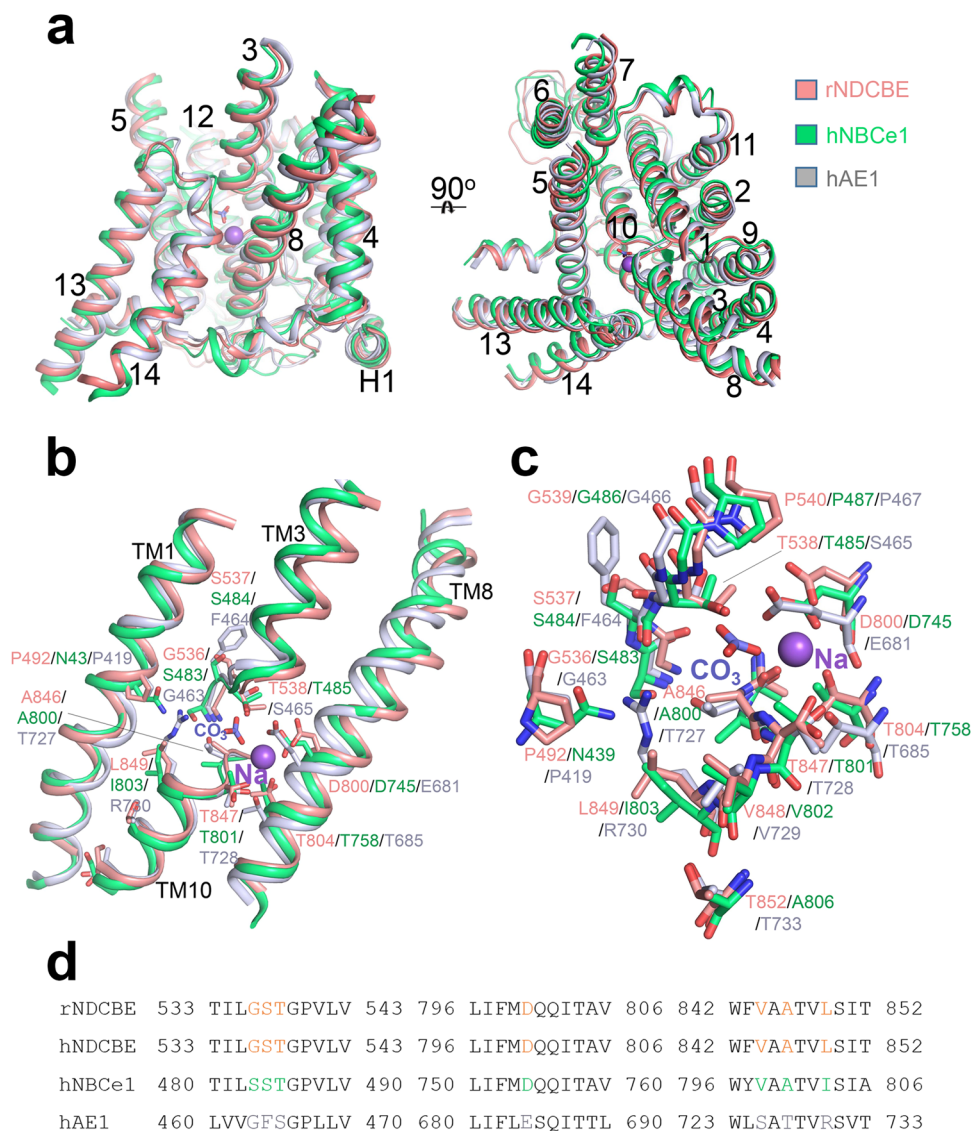 a
3
5
12
8
4
13
14
H1
90°
7
6
11
5
2
10
1
9
3
4
13
14
8
rNDCBE
hNBCe1
hAE1
b
TM1
TM3
TM8
S537/
S484/
F464
P492/N43/P419
G536/
S483/
G463
T538/T485
/S465
A846/
A800/
T727
CO3
Na
L849/
I803/
R730
D800/D745/E681
T847/
T801/
T728
T804/T758/T685
TM10
c
G539/G486/G466
P540/P487/P467
T538/T485/S465
S537/
S484/F464
D800/D745
/E681
G536/S483
/G463
CO3
Na
A846
/A800
/T727
P492/N439
/P419
T804/T758
/T685
T847/T801
/T728
L849/I803
/R730
V848/V802
/V729
T852/A806
/T733
d
rNDCBE 533 TILGSTGPVLV 543 796 LIFMDQQITAV 806 842 WFVAATVLSIT 852
hNDCBE 533 TILGSTGPVLV 543 796 LIFMDQQITAV 806 842 WFVAATVLSIT 852
hNBCe1 480 TILSSTGPVLV 490 750 LIFMDQQITAV 760 796 WYVAATVISIA 806
hAE1 460 LVVGFSGPLLV 470 680 LIFLESQITTL 690 723 WLSATTVRSVT 733